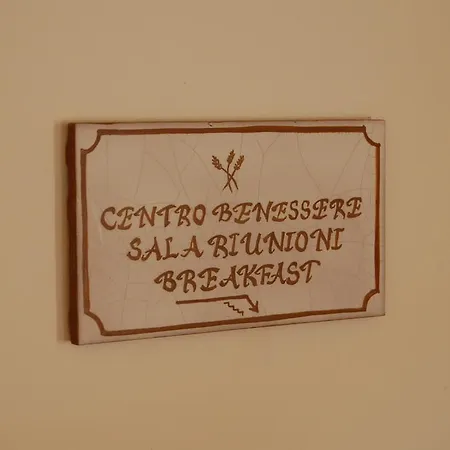 CENTRO BENESSERE
SALA RIUNIONI
BREAKFAST